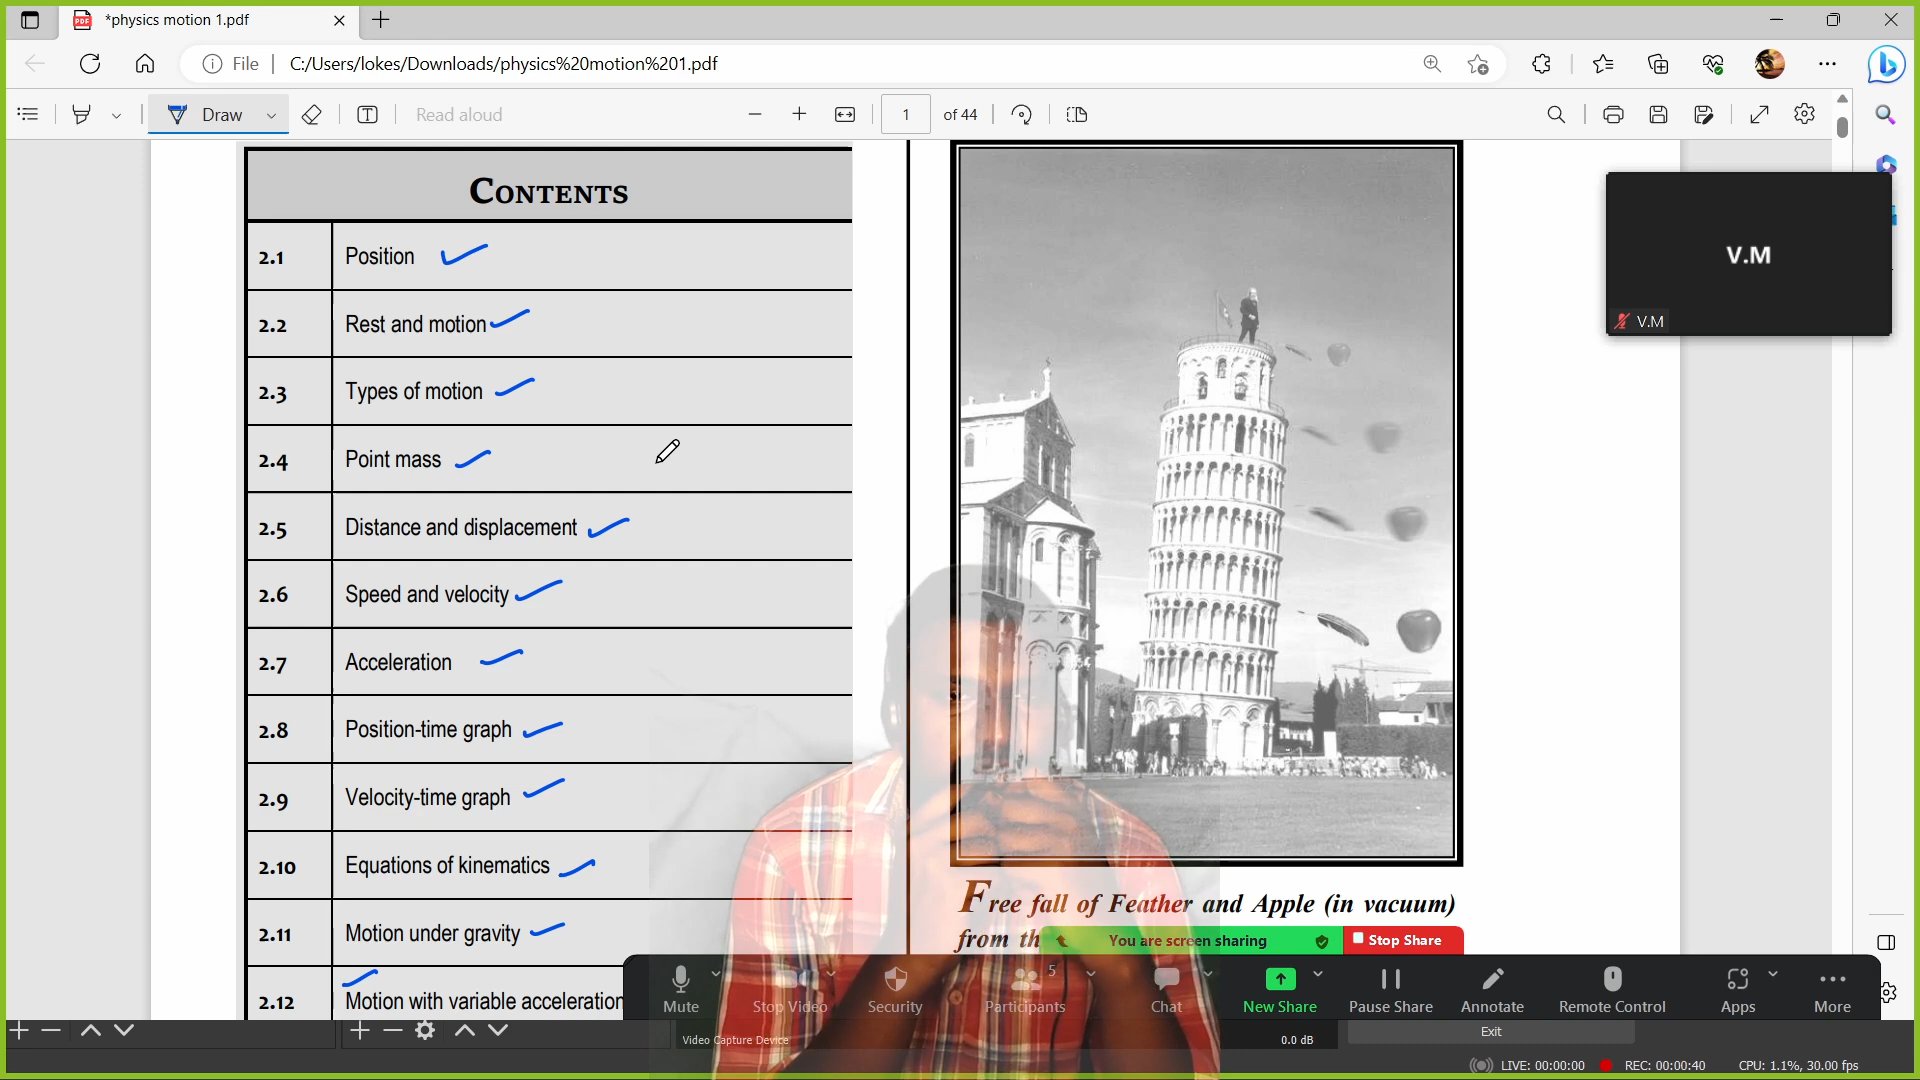 *physics motion 1.pdf
File
C:/Users/lokes/Downloads/physics%20motion%201.pdf
Draw
Read aloud
1 of 44
CONTENTS
2.1 Position
2.2 Rest and motion
2.3 Types of motion
2.4 Point mass
2.5 Distance and displacement
2.6 Speed and velocity
2.7 Acceleration
2.8 Position-time graph
2.9 Velocity-time graph
2.10 Equations of kinematics
2.11 Motion under gravity
2.12 Motion with variable acceleration
V.M
V.M
Free fall of Feather and Apple (in vacuum)
from th
You are screen sharing
Stop Share
Mute
Stop Video
Security
Participants 5
Chat
New Share
Pause Share
Annotate
Remote Control
Apps
More
Video Capture Device
0.0 dB
Exit
LIVE: 00:00:00
REC: 00:00:40
CPU: 1.1%, 30.00 fps